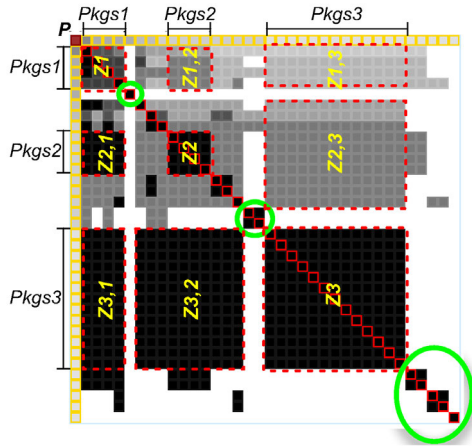 Pkgs1 Pkgs2 Pkgs3
P
Pkgs1 Z1 Z1,2 Z1,3
Pkgs2 Z2,1 Z2 Z2,3
Pkgs3 Z3,1 Z3,2 Z3